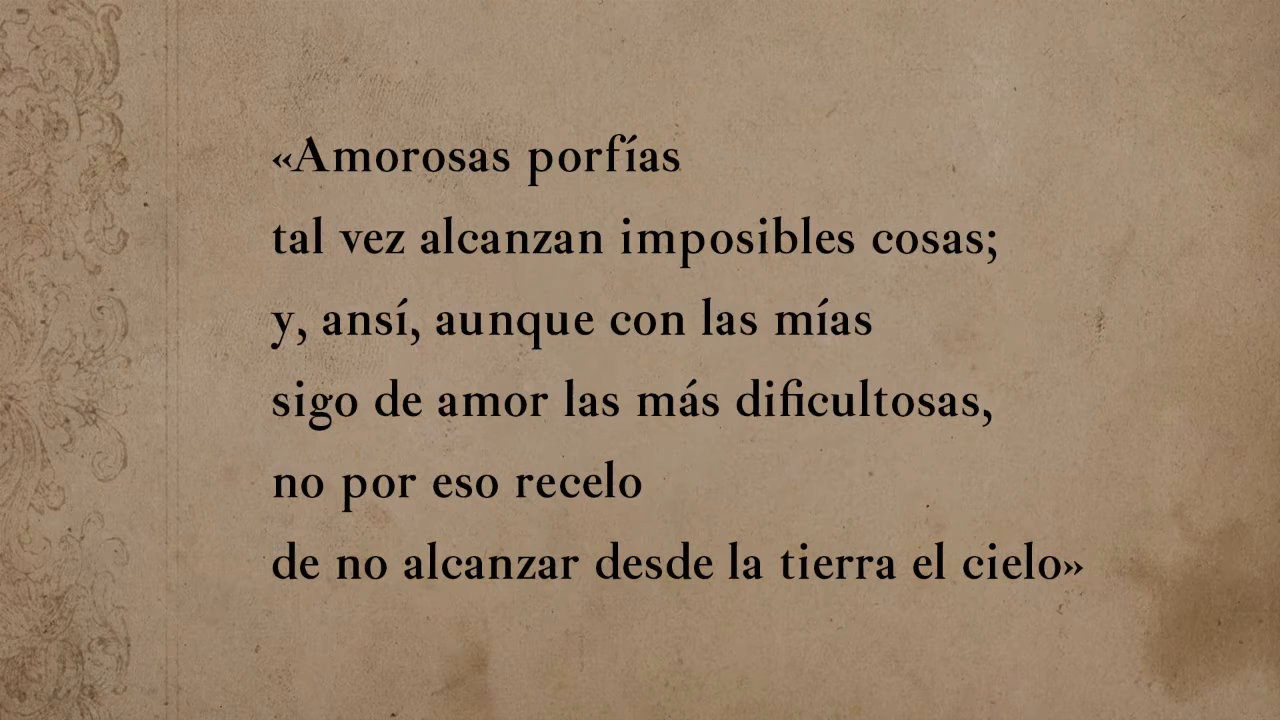 «Amorosas porfías
tal vez alcanzan imposibles cosas;
y, ansí, aunque con las mías
sigo de amor las más dificultosas,
no por eso recelo
de no alcanzar desde la tierra el cielo»